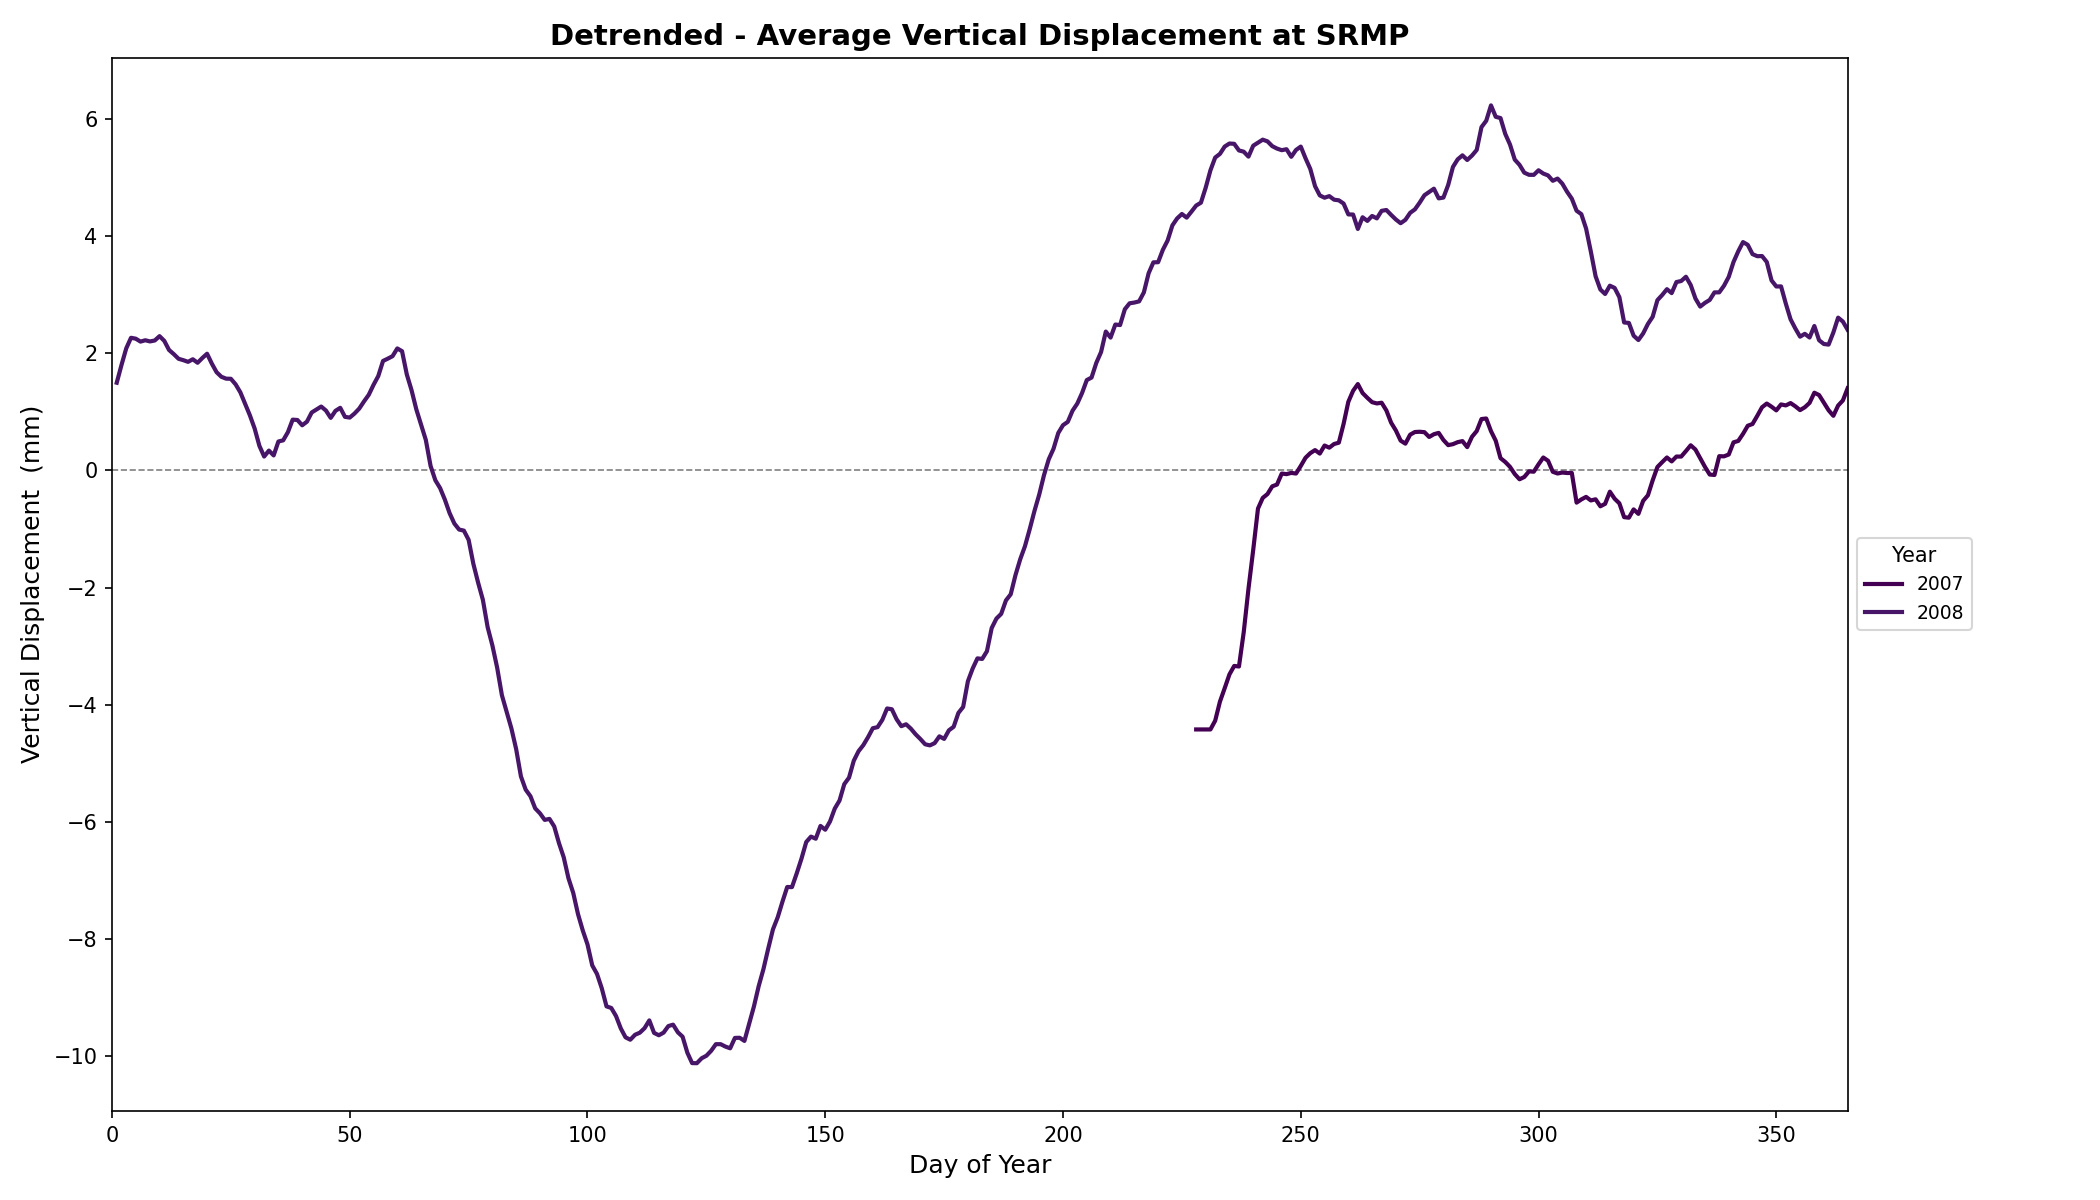 Detrended - Average Vertical Displacement at SRMP
Vertical Displacement (mm)
6
4
2
0
−2
−4
−6
−8
−10
0 50 100 150 200 250 300 350
Day of Year
Year
2007
2008